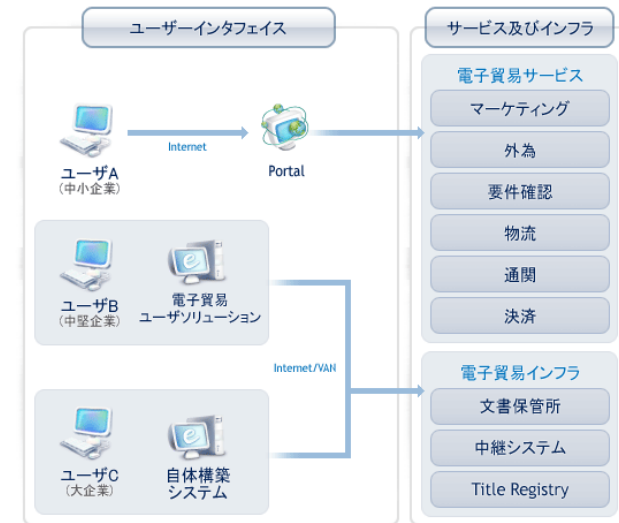 ユーザーインタフェイス
サービス及びインフラ
電子貿易サービス
マーケティング
外為
要件確認
物流
通関
決済
Internet
ユーザA
(中小企業)
Portal
ユーザB
(中堅企業)
電子貿易
ユーザソリューション
Internet/VAN
電子貿易インフラ
文書保管所
中継システム
Title Registry
ユーザC
(大企業)
自体構築
システム